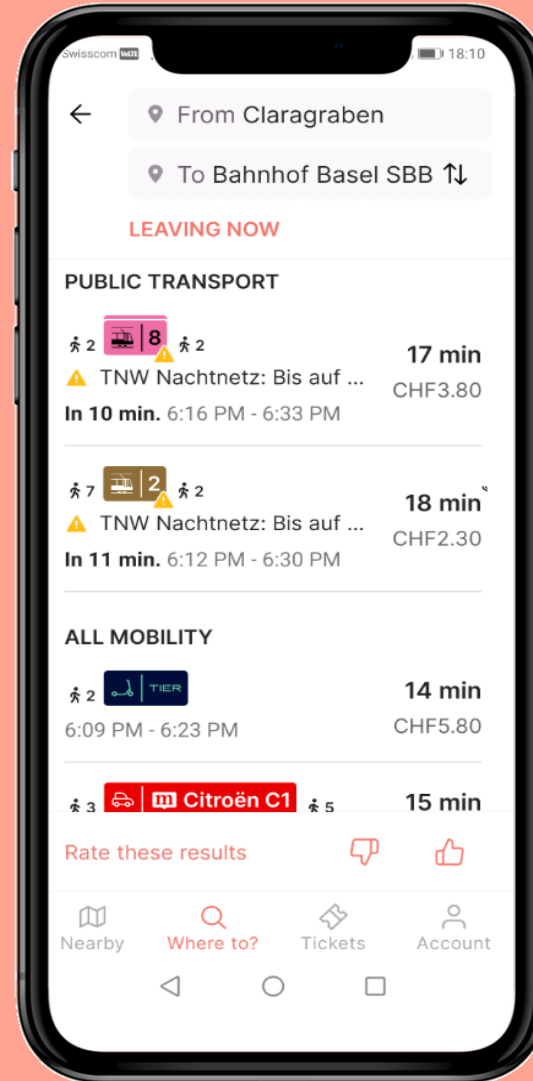 Swisscom VoLTE 18:10
From Claragraben
To Bahnhof Basel SBB
LEAVING NOW
PUBLIC TRANSPORT
2 8 2
17 min
TNW Nachtnetz: Bis auf ...
CHF3.80
In 10 min. 6:16 PM - 6:33 PM
7 2 2
18 min
TNW Nachtnetz: Bis auf ...
CHF2.30
In 11 min. 6:12 PM - 6:30 PM
ALL MOBILITY
2 TIER
14 min
6:09 PM - 6:23 PM
CHF5.80
3 m Citroën C1 5
15 min
Rate these results
Nearby Where to? Tickets Account